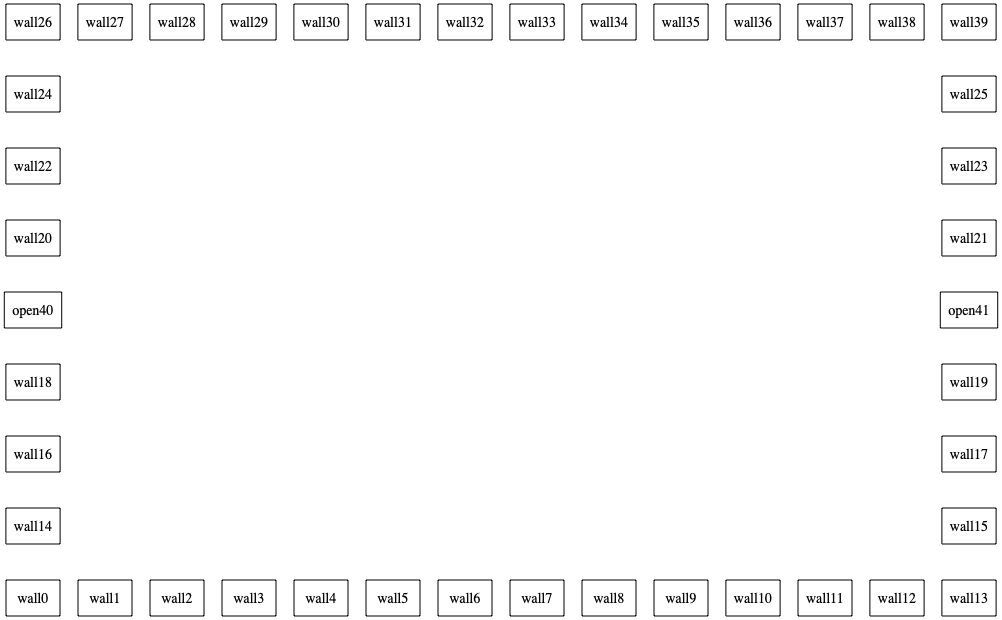 wall26 wall27 wall28 wall29 wall30 wall31 wall32 wall33 wall34 wall35 wall36 wall37 wall38 wall39
wall24 wall25
wall22 wall23
wall20 wall21
open40 open41
wall18 wall19
wall16 wall17
wall14 wall15
wall0 wall1 wall2 wall3 wall4 wall5 wall6 wall7 wall8 wall9 wall10 wall11 wall12 wall13